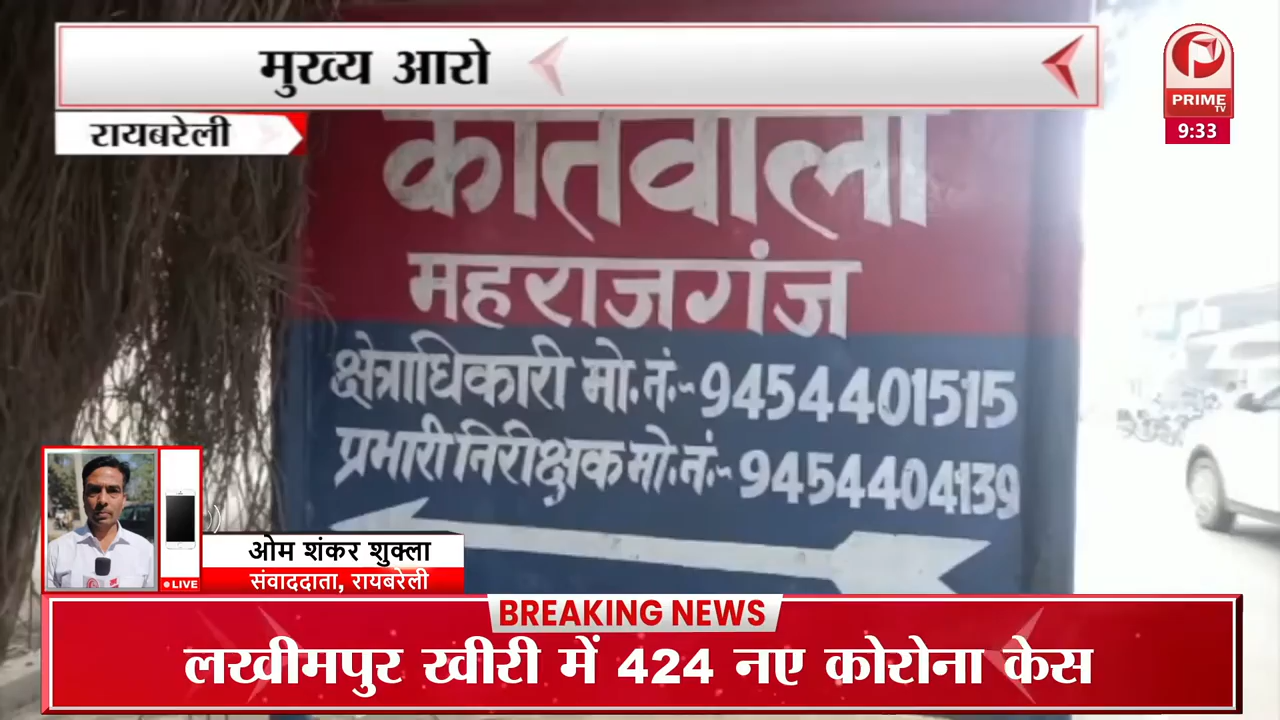 मुख्य आरो
PRIME
TV
9:33
रायबरेली
कोतवाली
महराजगंज
क्षेत्राधिकारी मो.नं.-9454401515
प्रभारी निरीक्षक मो.नं.-9454404139
LIVE
ओम शंकर शुक्ला
संवाददाता, रायबरेली
BREAKING NEWS
लखीमपुर खीरी में 424 नए कोरोना केस